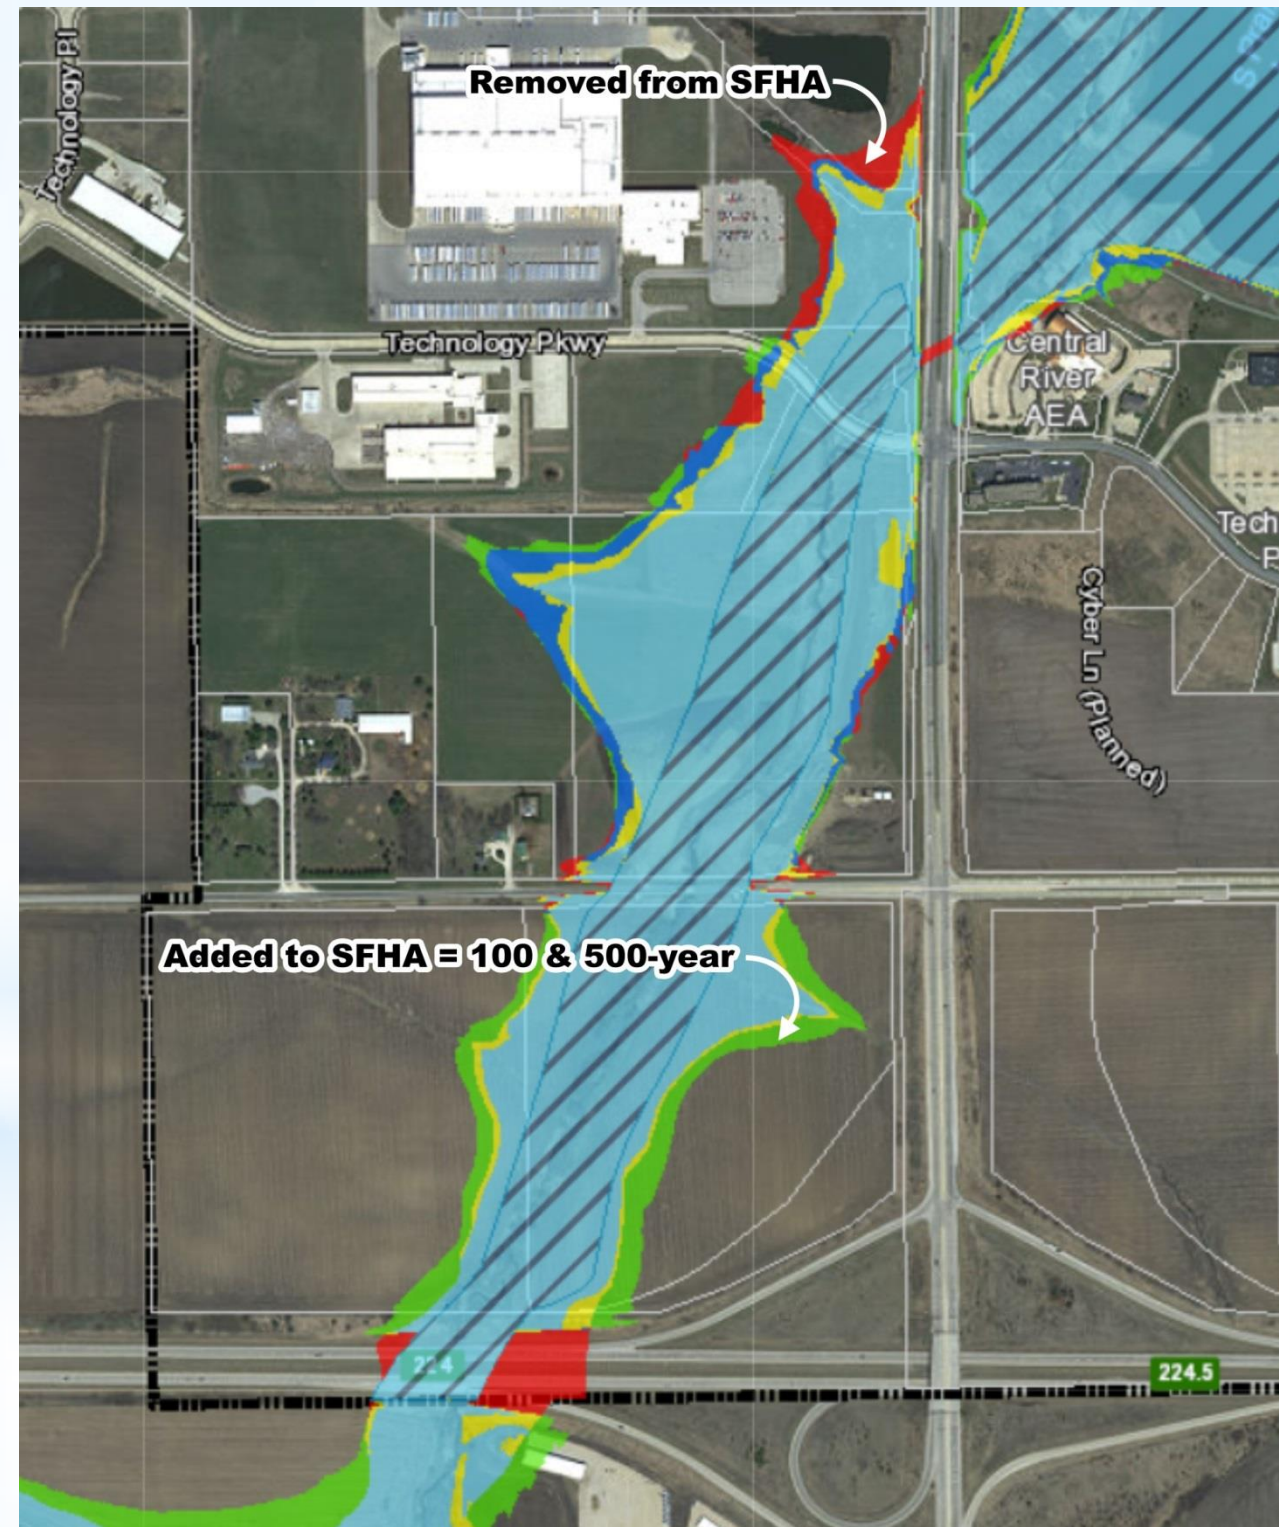 Technology Pl
Removed from SFHA
Technology Pkwy
Central
River
AEA
Tech
P
Cyber Ln (Planned)
Added to SFHA = 100 & 500-year
224
224.5